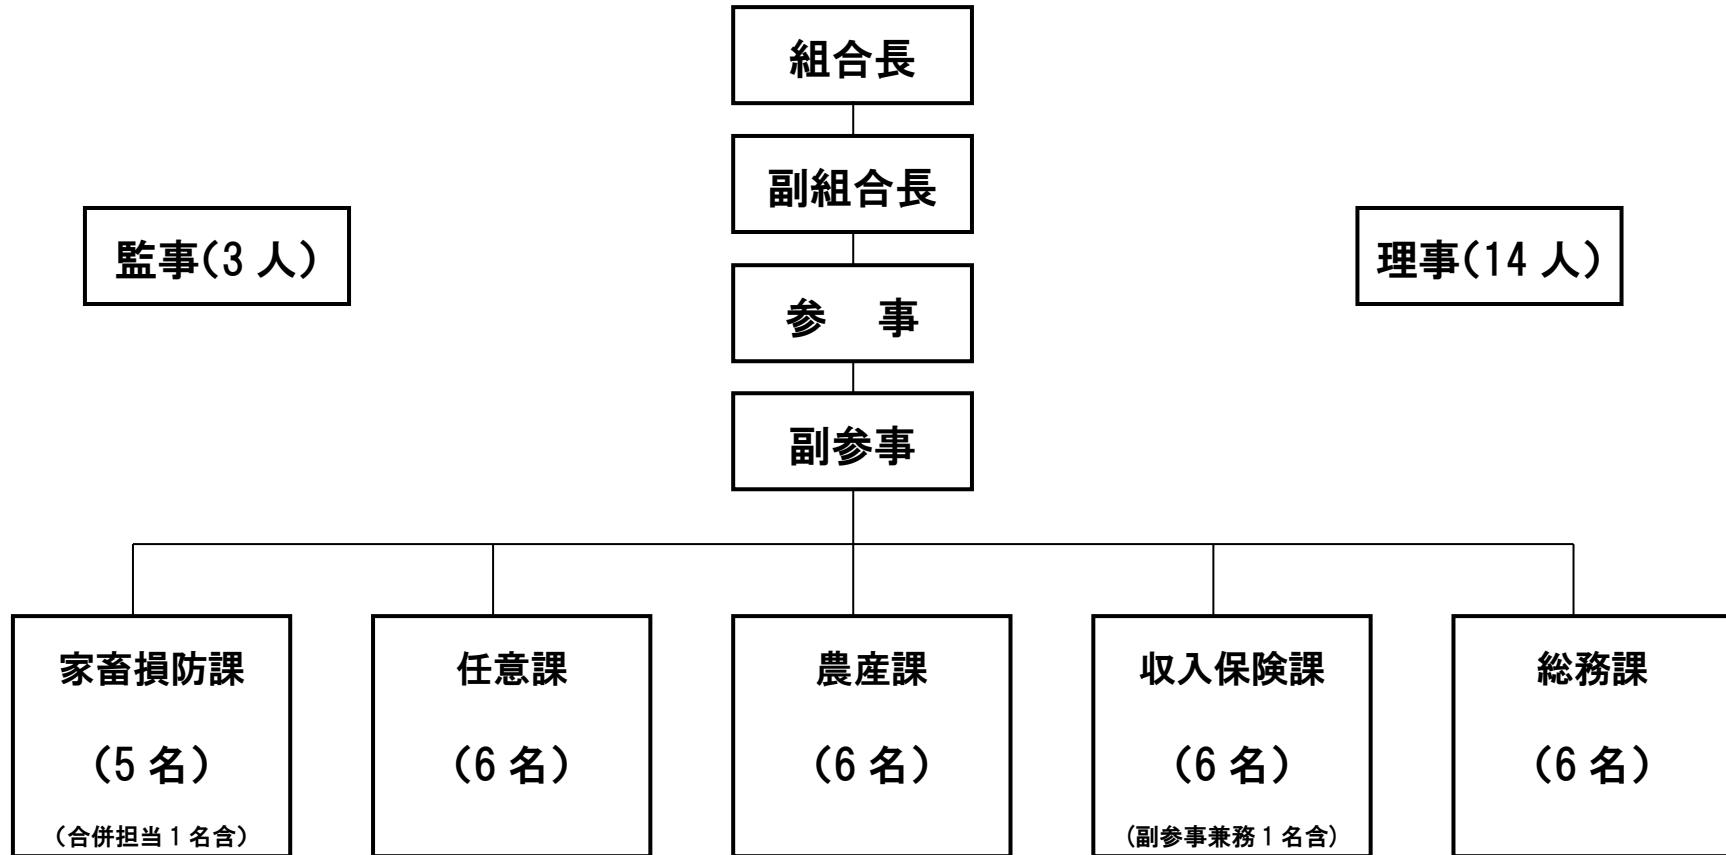 組合長
副組合長
監事(3人)
理事(14人)
参　事
副参事
家畜損防課
(5名)
(合併担当1名含)
任意課
(6名)
農産課
(6名)
収入保険課
(6名)
(副参事兼務1名含)
総務課
(6名)